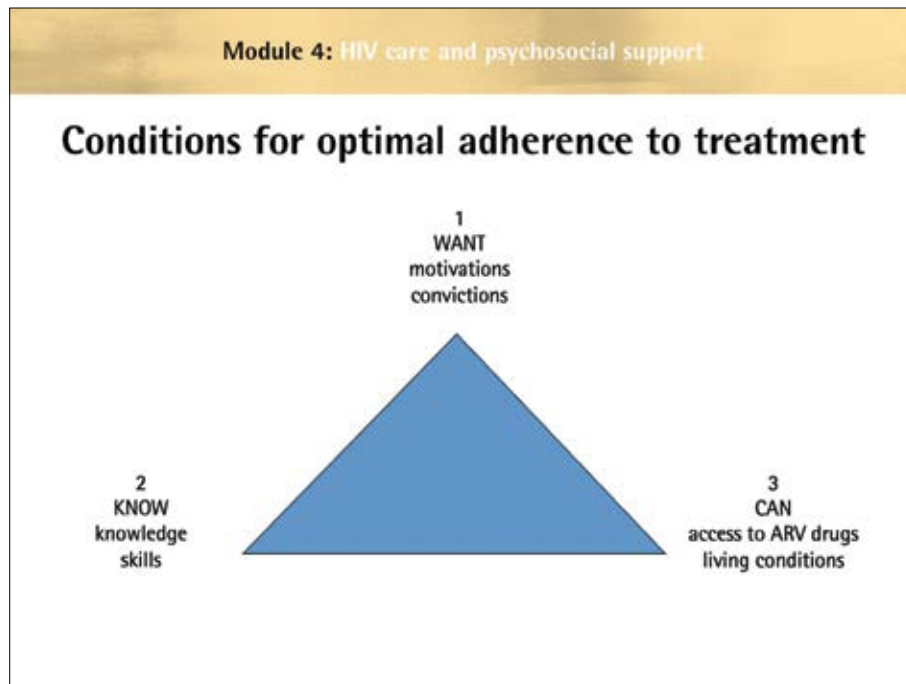 Module 4: HIV care and psychosocial support
Conditions for optimal adherence to treatment
1
WANT
motivations
convictions
2
KNOW
knowledge
skills
3
CAN
access to ARV drugs
living conditions